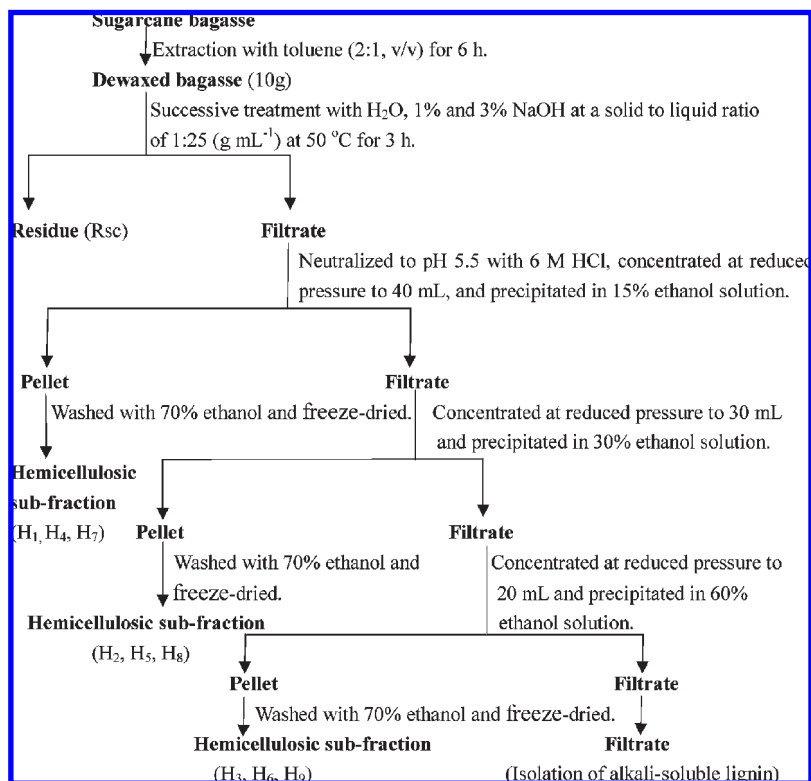 Sugarcane bagasse
Extraction with toluene (2:1, v/v) for 6 h.
Dewaxed bagasse (10g)
Successive treatment with H₂O, 1% and 3% NaOH at a solid to liquid ratio
of 1:25 (g mL⁻¹) at 50 °C for 3 h.
Residue (Rsc)
Filtrate
Neutralized to pH 5.5 with 6 M HCl, concentrated at reduced
pressure to 40 mL, and precipitated in 15% ethanol solution.
Pellet
Filtrate
Washed with 70% ethanol and freeze-dried.
Concentrated at reduced pressure to 30 mL
and precipitated in 30% ethanol solution.
Hemicellulosic
sub-fraction
(H₁, H₄, H₇)
Pellet
Filtrate
Washed with 70% ethanol and
freeze-dried.
Concentrated at reduced pressure to
20 mL and precipitated in 60%
ethanol solution.
Hemicellulosic sub-fraction
(H₂, H₅, H₈)
Pellet
Filtrate
Washed with 70% ethanol and freeze-dried.
Hemicellulosic sub-fraction
(H₃, H₆, H₉)
Filtrate
(Isolation of alkali-soluble lignin)